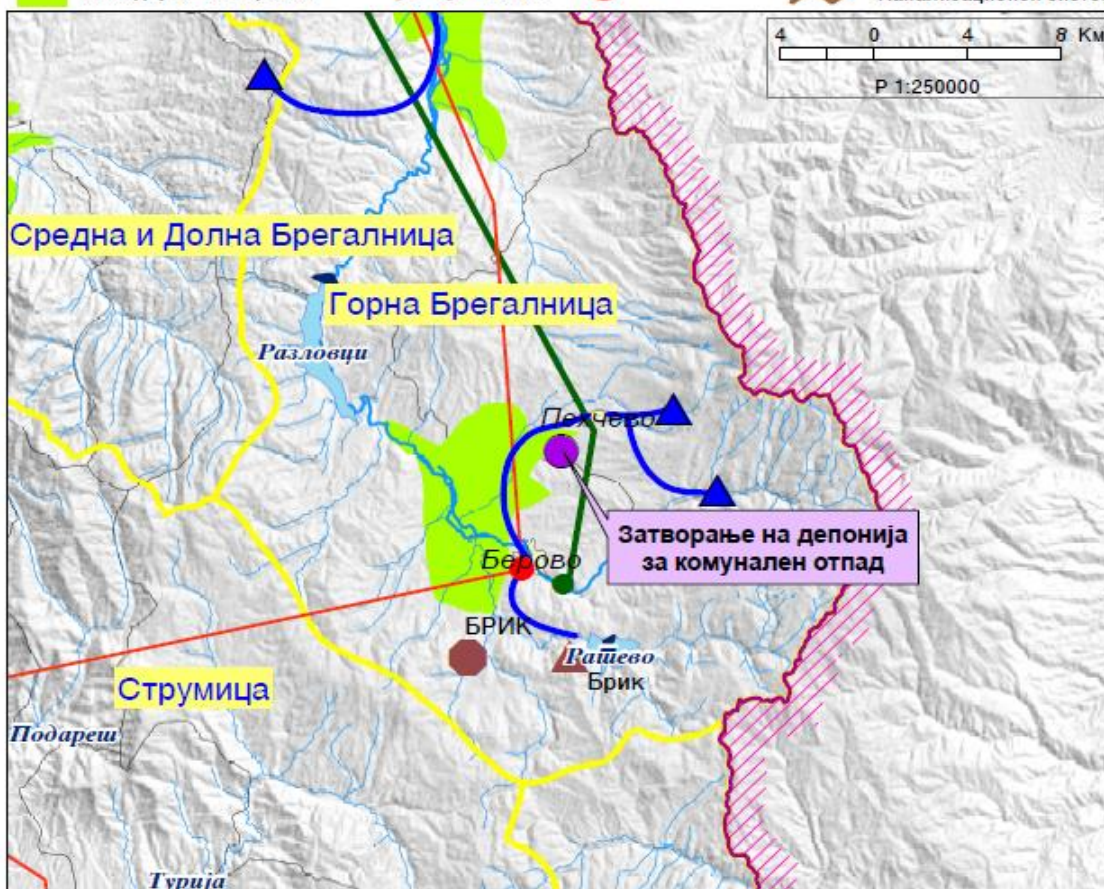 4 0 4 8 Км
Р 1:250000
Средна и Долна Брегалница
Горна Брегалница
Разловци
Пехчево
Затворање на депонија
за комунален отпад
Берово
БРИК
Рашево
Брик
Струмица
Подареш
Турија